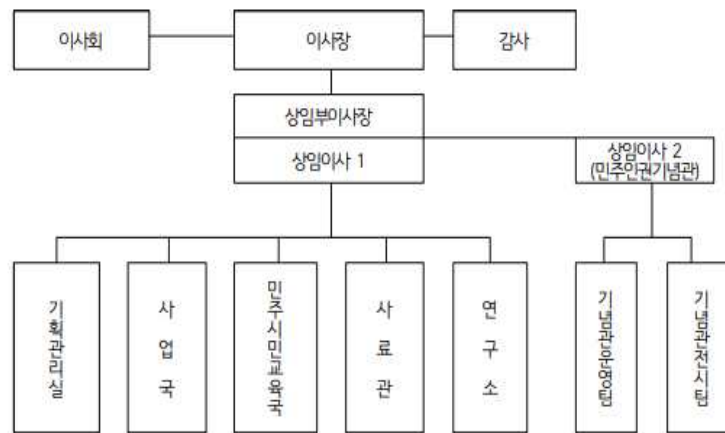 이사회
이사장
감사
상임부이사장
상임이사 1
상임이사 2
(민주인권기념관)
기획관리실
사업국
민주시민교육국
사료관
연구소
기념관운영팀
기념관전시팀